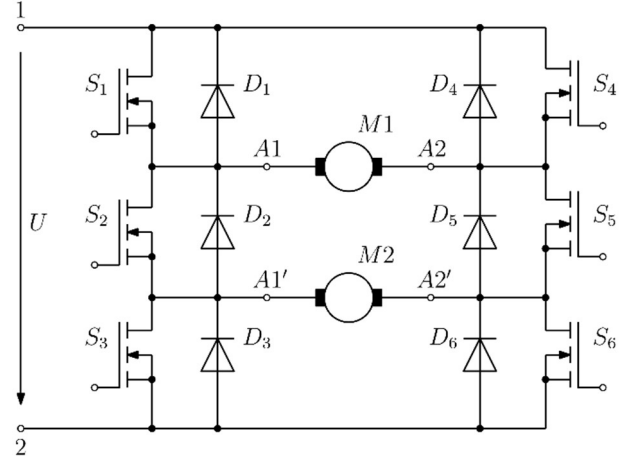 1
S₁ D₁ D₄ S₄
M1
A1 A2
S₂ D₂ D₅ S₅
U
M2
A1′ A2′
S₃ D₃ D₆ S₆
2